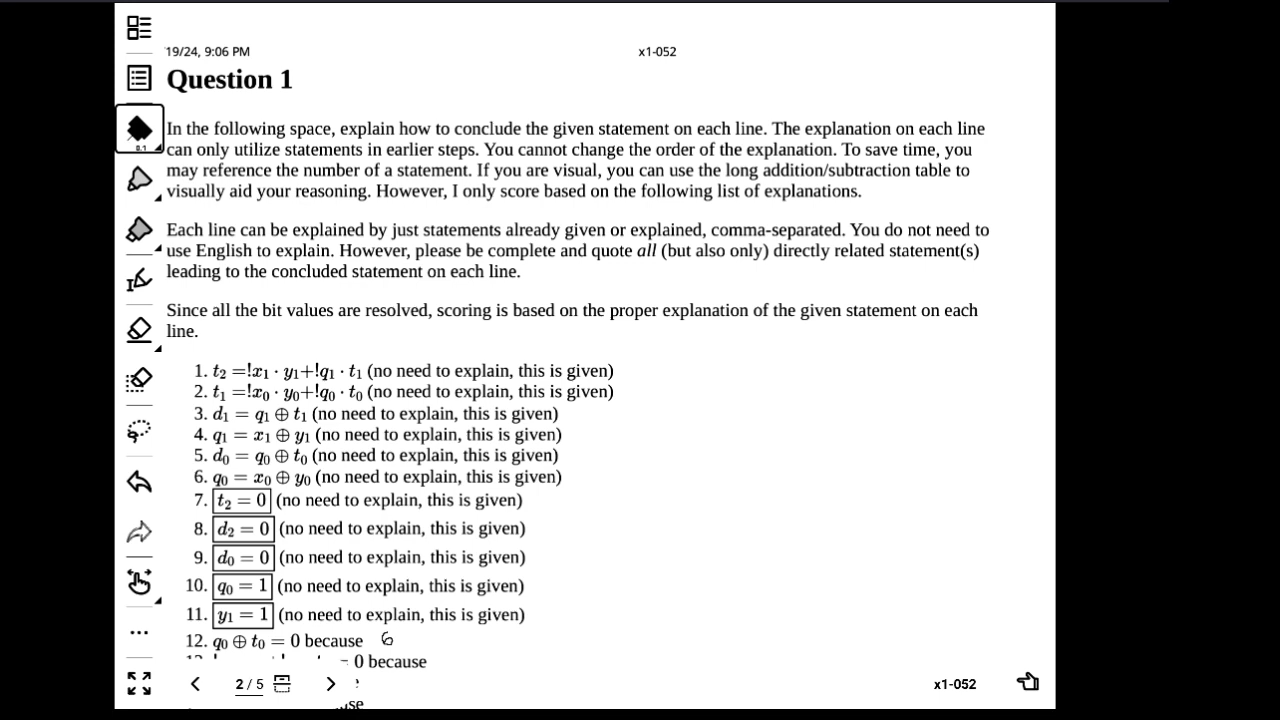 19/24, 9:06 PM
x1-052
Question 1
0.1
In the following space, explain how to conclude the given statement on each line. The explanation on each line
can only utilize statements in earlier steps. You cannot change the order of the explanation. To save time, you
may reference the number of a statement. If you are visual, you can use the long addition/subtraction table to
visually aid your reasoning. However, I only score based on the following list of explanations.
Each line can be explained by just statements already given or explained, comma-separated. You do not need to
use English to explain. However, please be complete and quote all (but also only) directly related statement(s)
leading to the concluded statement on each line.
Since all the bit values are resolved, scoring is based on the proper explanation of the given statement on each
line.
1. t₂ =!x₁ · y₁+!q₁ · t₁ (no need to explain, this is given)
2. t₁ =!x₀ · y₀+!q₀ · t₀ (no need to explain, this is given)
3. d₁ = q₁ ⊕ t₁ (no need to explain, this is given)
4. q₁ = x₁ ⊕ y₁ (no need to explain, this is given)
5. d₀ = q₀ ⊕ t₀ (no need to explain, this is given)
6. q₀ = x₀ ⊕ y₀ (no need to explain, this is given)
7. t₂ = 0 (no need to explain, this is given)
8. d₂ = 0 (no need to explain, this is given)
9. d₀ = 0 (no need to explain, this is given)
10. q₀ = 1 (no need to explain, this is given)
11. y₁ = 1 (no need to explain, this is given)
12. q₀ ⊕ t₀ = 0 because 6
= 0 because
2 / 5
x1-052